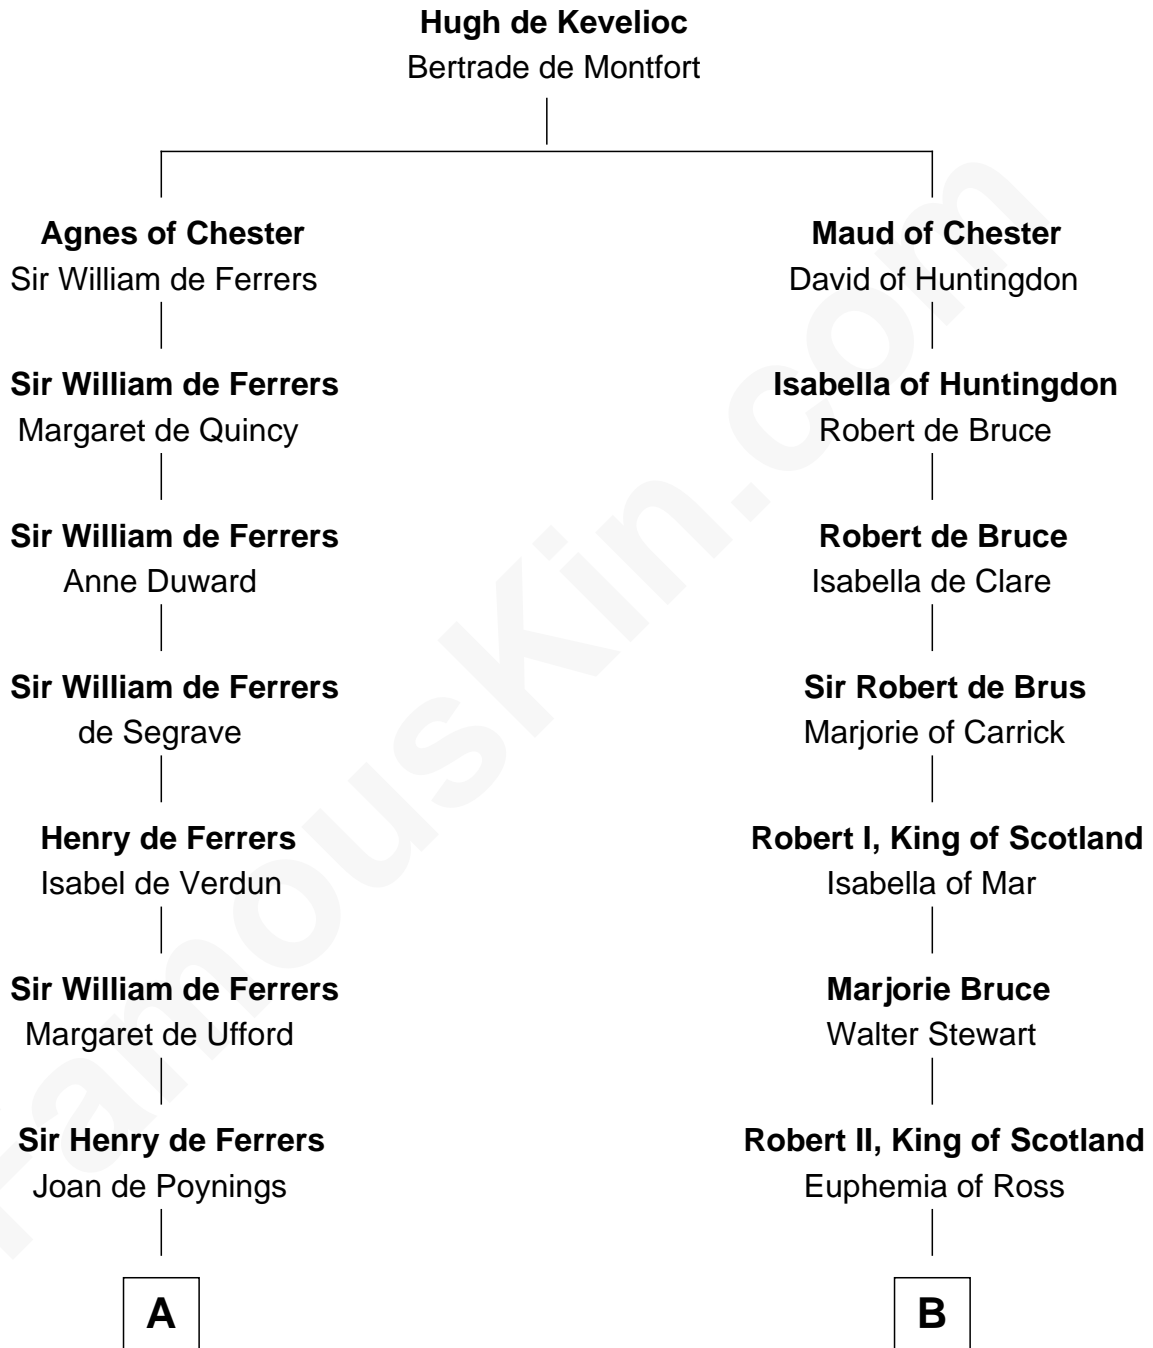 Hugh de Kevelioc
Bertrade de Montfort
Agnes of Chester
Sir William de Ferrers
Maud of Chester
David of Huntingdon
Sir William de Ferrers
Margaret de Quincy
Isabella of Huntingdon
Robert de Bruce
Sir William de Ferrers
Anne Duward
Robert de Bruce
Isabella de Clare
Sir William de Ferrers
de Segrave
Sir Robert de Brus
Marjorie of Carrick
Henry de Ferrers
Isabel de Verdun
Robert I, King of Scotland
Isabella of Mar
Sir William de Ferrers
Margaret de Ufford
Marjorie Bruce
Walter Stewart
Sir Henry de Ferrers
Joan de Poynings
Robert II, King of Scotland
Euphemia of Ross
A
B
FamousKin.com